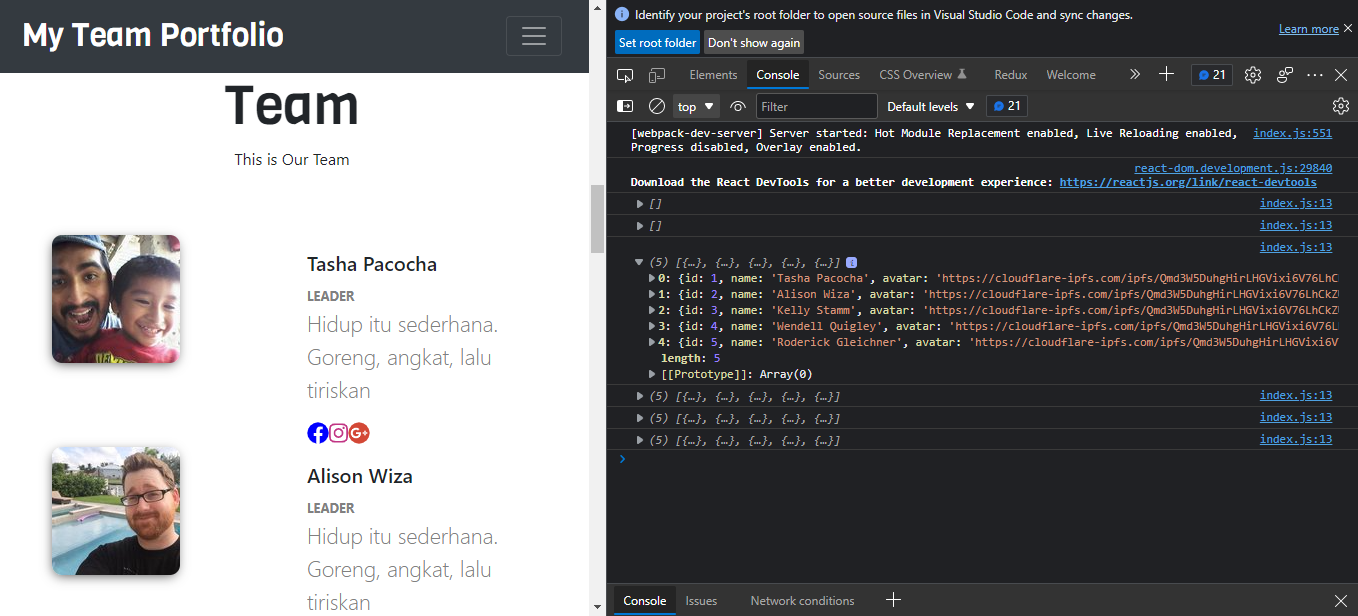 My Team Portfolio
Team
This is Our Team
Tasha Pacocha
LEADER
Hidup itu sederhana.
Goreng, angkat, lalu
tiriskan
Alison Wiza
LEADER
Hidup itu sederhana.
Goreng, angkat, lalu
tiriskan
Identify your project's root folder to open source files in Visual Studio Code and sync changes.
Learn more
Set root folder Don't show again
Elements Console Sources CSS Overview Redux Welcome 21
top Filter Default levels 21
[webpack-dev-server] Server started: Hot Module Replacement enabled, Live Reloading enabled, index.js:551
Progress disabled, Overlay enabled.
react-dom.development.js:29840
Download the React DevTools for a better development experience: https://reactjs.org/link/react-devtools
[] index.js:13
[] index.js:13
index.js:13
(5) [{…}, {…}, {…}, {…}, {…}] i
0: {id: 1, name: 'Tasha Pacocha', avatar: 'https://cloudflare-ipfs.com/ipfs/Qmd3W5DuhgHirLHGVixi6V76LhC
1: {id: 2, name: 'Alison Wiza', avatar: 'https://cloudflare-ipfs.com/ipfs/Qmd3W5DuhgHirLHGVixi6V76LhCkZ
2: {id: 3, name: 'Kelly Stamm', avatar: 'https://cloudflare-ipfs.com/ipfs/Qmd3W5DuhgHirLHGVixi6V76LhCkZ
3: {id: 4, name: 'Wendell Quigley', avatar: 'https://cloudflare-ipfs.com/ipfs/Qmd3W5DuhgHirLHGVixi6V76L
4: {id: 5, name: 'Roderick Gleichner', avatar: 'https://cloudflare-ipfs.com/ipfs/Qmd3W5DuhgHirLHGVixi6V
length: 5
[[Prototype]]: Array(0)
(5) [{…}, {…}, {…}, {…}, {…}] index.js:13
(5) [{…}, {…}, {…}, {…}, {…}] index.js:13
(5) [{…}, {…}, {…}, {…}, {…}] index.js:13
Console Issues Network conditions